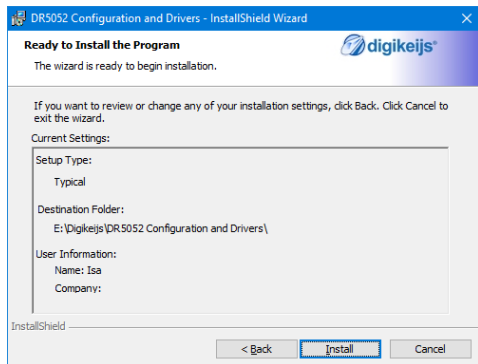 DR5052 Configuration and Drivers - InstallShield Wizard
Ready to Install the Program
The wizard is ready to begin installation.
digikeijs®
If you want to review or change any of your installation settings, click Back. Click Cancel to
exit the wizard.
Current Settings:
Setup Type:
Typical
Destination Folder:
E:\Digikeijs\DR5052 Configuration and Drivers\
User Information:
Name: Isa
Company:
InstallShield
< Back
Install
Cancel